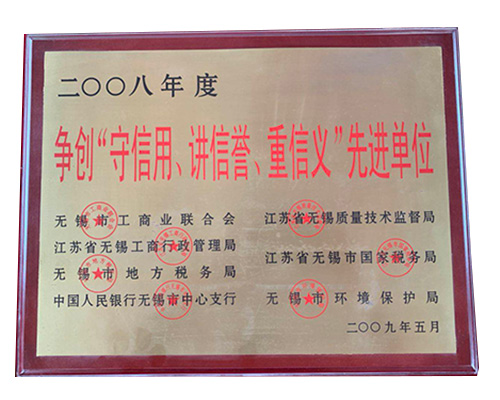 二〇〇八年度
争创“守信用、讲信誉、重信义”先进单位
无锡市工商业联合会
江苏省无锡质量技术监督局
江苏省无锡工商行政管理局
江苏省无锡市国家税务局
无锡市地方税务局
中国人民银行无锡市中心支行
无锡市环境保护局
二〇〇九年五月